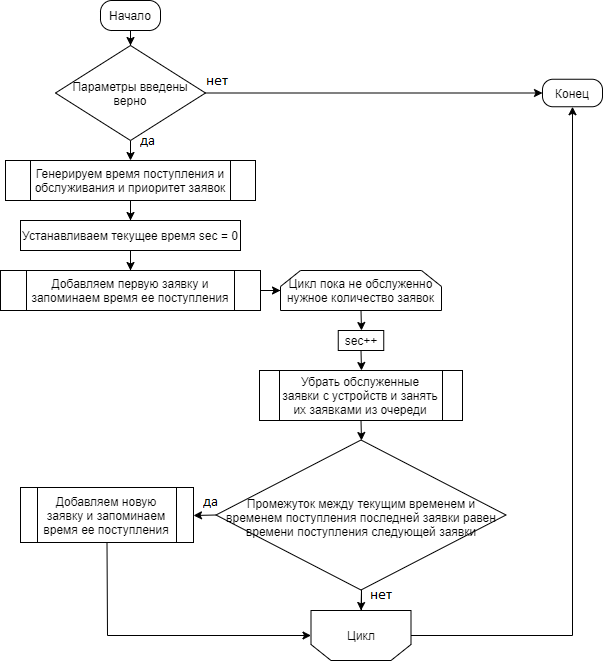 Начало
Параметры введены
верно
нет
Конец
да
Генерируем время поступления и
обслуживания и приоритет заявок
Устанавливаем текущее время sec = 0
Добавляем первую заявку и
запоминаем время ее поступления
Цикл пока не обслуженно
нужное количество заявок
sec++
Убрать обслуженные
заявки с устройств и занять
их заявками из очереди
Промежуток между текущим временем и
временем поступления последней заявки равен
времени поступления следующей заявки
да
Добавляем новую
заявку и запоминаем
время ее поступления
нет
Цикл